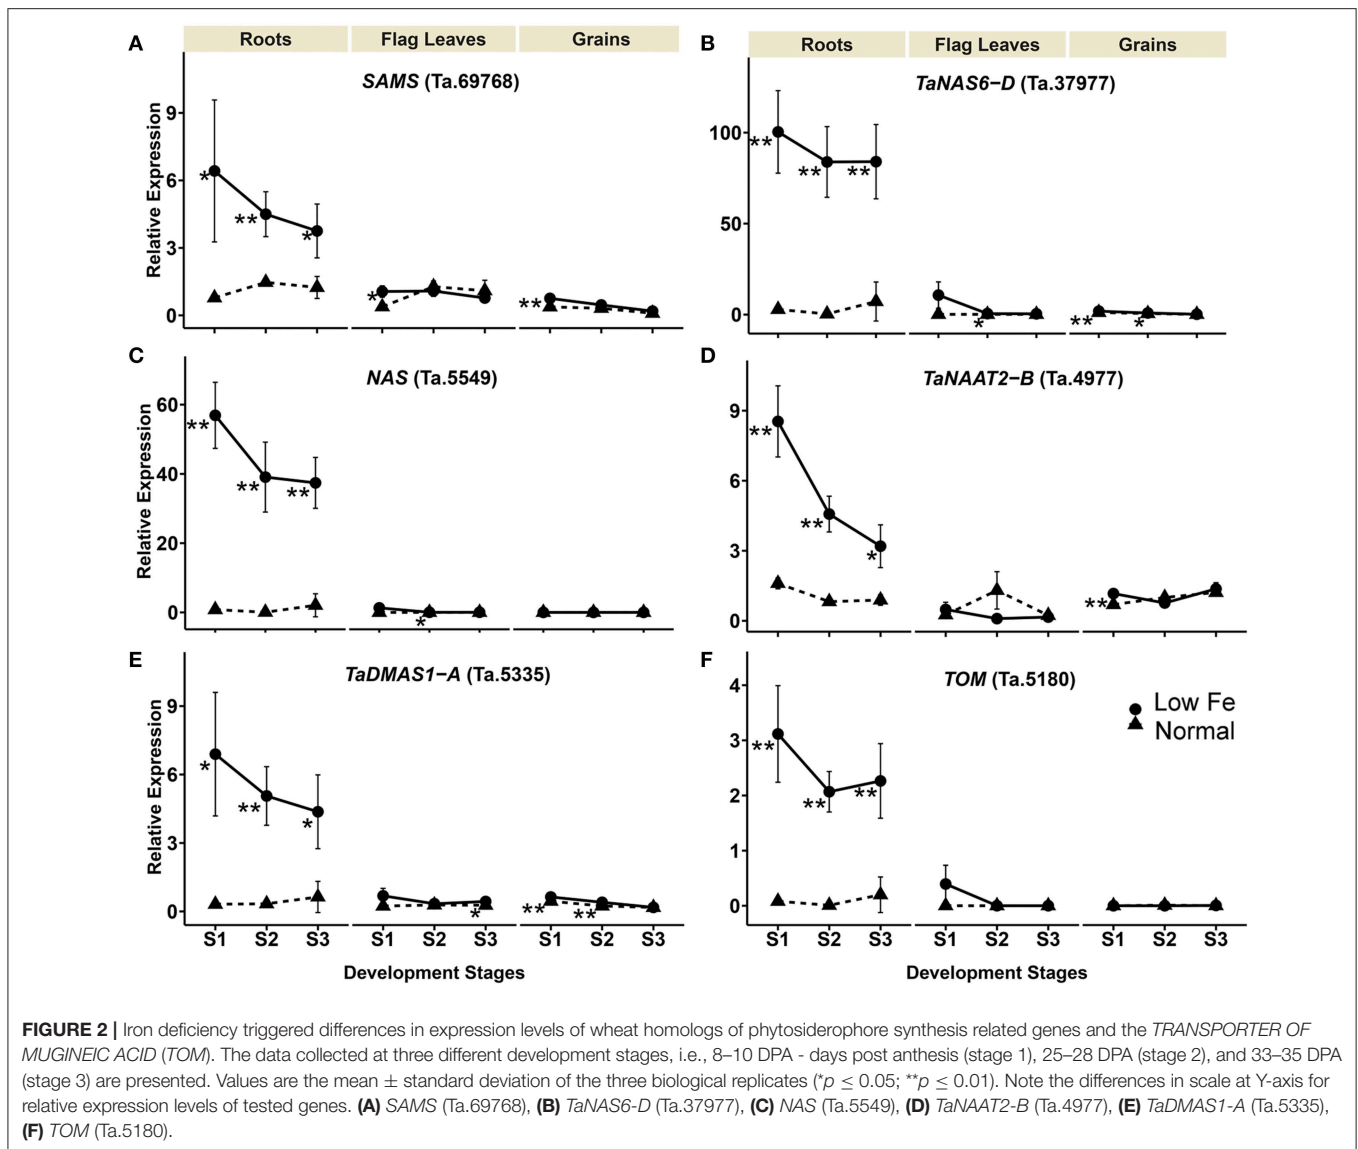 A
Roots
Flag Leaves
Grains
SAMS (Ta.69768)
Relative Expression
9
6
3
0
*
**
*
*
**
B
Roots
Flag Leaves
Grains
TaNAS6−D (Ta.37977)
100
50
0
**
**
**
*
**
*
C
NAS (Ta.5549)
Relative Expression
60
40
20
0
**
**
**
*
D
TaNAAT2−B (Ta.4977)
9
6
3
0
**
**
*
**
E
TaDMAS1−A (Ta.5335)
Relative Expression
9
6
3
0
*
**
*
*
**
**
S1 S2 S3 S1 S2 S3 S1 S2 S3
Development Stages
F
TOM (Ta.5180)
Low Fe
Normal
4
3
2
1
0
**
**
**
S1 S2 S3 S1 S2 S3 S1 S2 S3
Development Stages
FIGURE 2 | Iron deficiency triggered differences in expression levels of wheat homologs of phytosiderophore synthesis related genes and the TRANSPORTER OF
MUGINEIC ACID (TOM). The data collected at three different development stages, i.e., 8–10 DPA - days post anthesis (stage 1), 25–28 DPA (stage 2), and 33–35 DPA
(stage 3) are presented. Values are the mean ± standard deviation of the three biological replicates (*p ≤ 0.05; **p ≤ 0.01). Note the differences in scale at Y-axis for
relative expression levels of tested genes. (A) SAMS (Ta.69768), (B) TaNAS6-D (Ta.37977), (C) NAS (Ta.5549), (D) TaNAAT2-B (Ta.4977), (E) TaDMAS1-A (Ta.5335),
(F) TOM (Ta.5180).